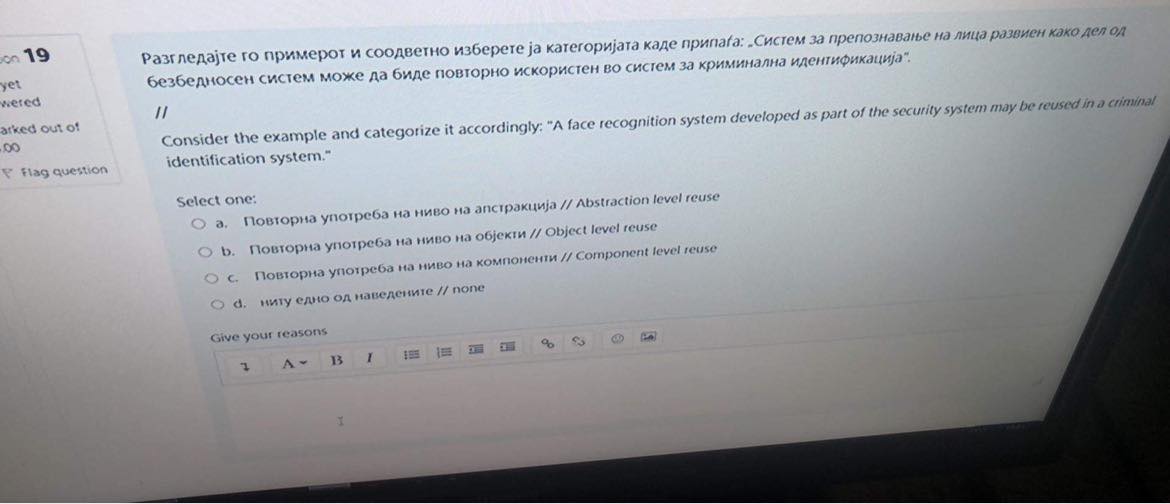 on 19
yet
wered
arked out of
.00
Flag question
Разгледајте го примерот и соодветно изберете ја категоријата каде припаѓа: „Систем за препознавање на лица развиен како дел од
безбедносен систем може да биде повторно искористен во систем за криминална идентификација“.
//
Consider the example and categorize it accordingly: "A face recognition system developed as part of the security system may be reused in a criminal
identification system."
Select one:
a. Повторна употреба на ниво на апстракција // Abstraction level reuse
b. Повторна употреба на ниво на објекти // Object level reuse
c. Повторна употреба на ниво на компоненти // Component level reuse
d. ниту едно од наведените // none
Give your reasons
A B I